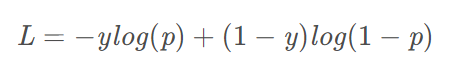 L = −ylog(p) + (1 − y)log(1 − p)